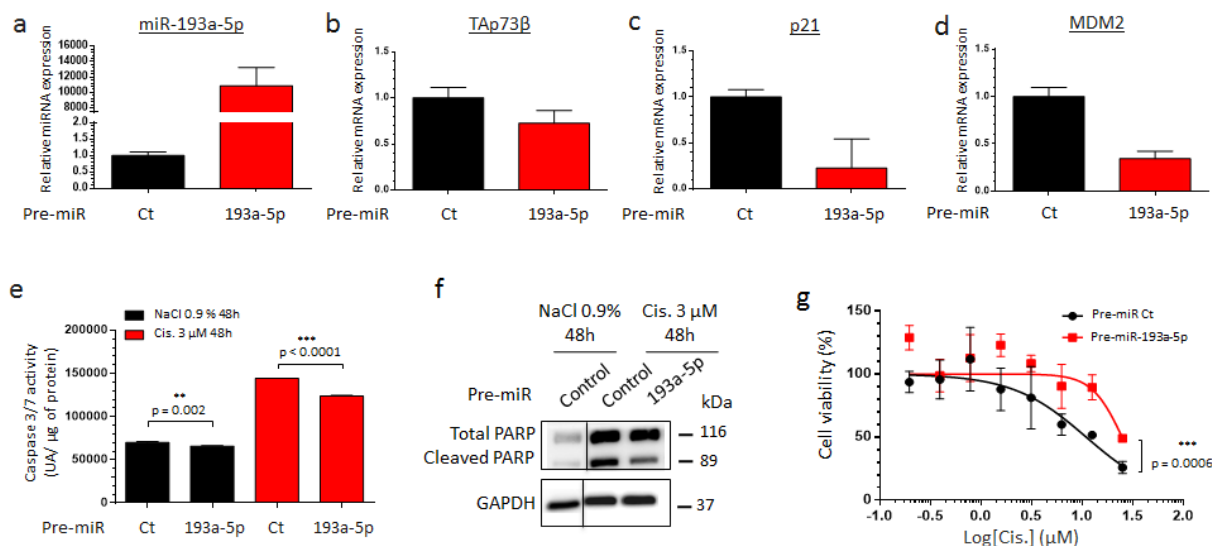 a
miR-193a-5p
Relative miRNA expression
16000
14000
12000
10000
8000
6000
4000
2000
2.0
1.5
1.0
0.5
0.0
Pre-miR Ct 193a-5p
b
TAp73β
Relative mRNA expression
1.5
1.0
0.5
0.0
Ct 193a-5p
c
p21
Relative mRNA expression
1.5
1.0
0.5
0.0
Pre-miR Ct 193a-5p
d
MDM2
Relative mRNA expression
1.5
1.0
0.5
0.0
Pre-miR Ct 193a-5p
e
NaCl 0.9 % 48h
Cis. 3 µM 48h
Caspase 3/7 activity
(UA/ µg of protein)
200000
150000
100000
50000
0
**
p = 0.002
***
p < 0.0001
Pre-miR Ct 193a-5p Ct 193a-5p
f
NaCl 0.9% Cis. 3 µM
48h 48h
Pre-miR Control Control 193a-5p
kDa
Total PARP 116
Cleaved PARP 89
GAPDH 37
g
Pre-miR Ct
Pre-miR-193a-5p
Cell viability (%)
150
100
50
0
***
p = 0.0006
-1.0 -0.5 0.0 0.5 1.0 1.5 2.0
Log[Cis.] (µM)